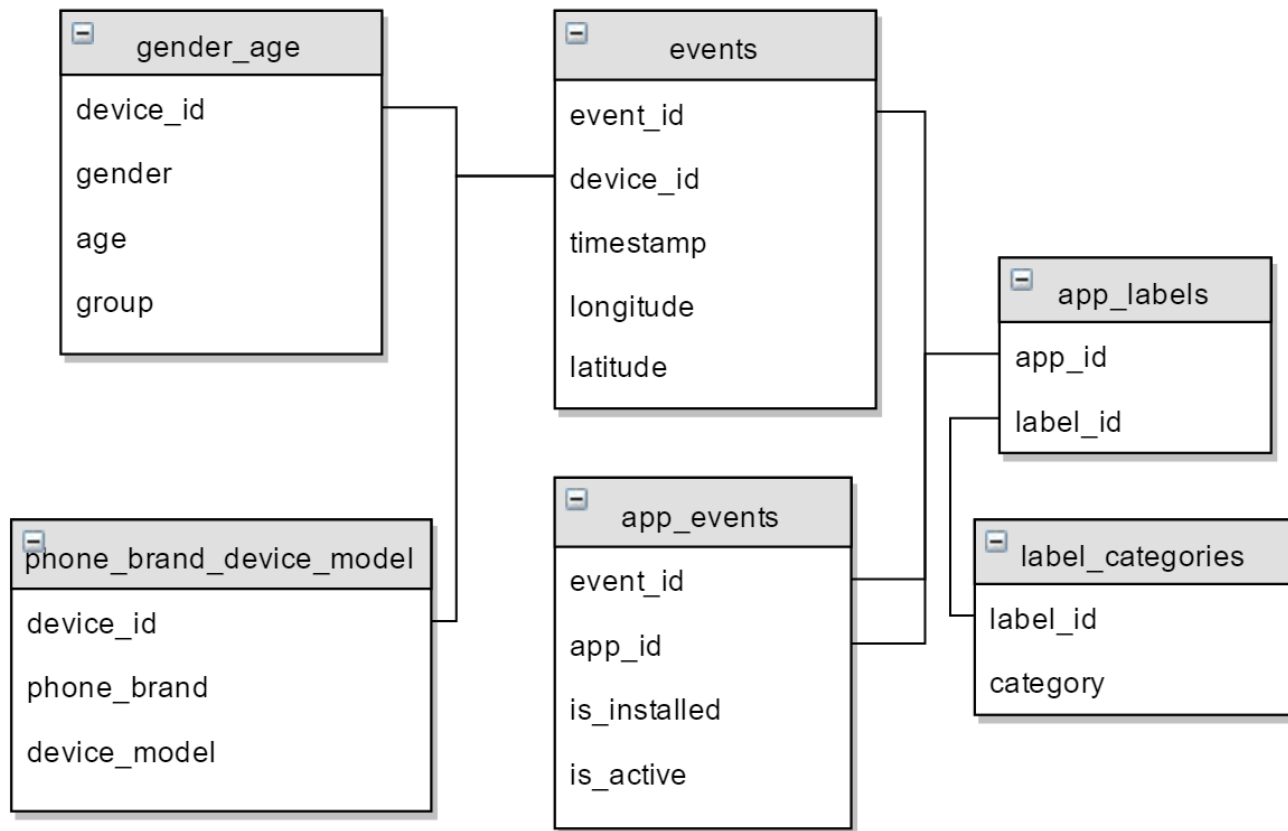 gender_age
device_id
gender
age
group
events
event_id
device_id
timestamp
longitude
latitude
app_labels
app_id
label_id
phone_brand_device_model
device_id
phone_brand
device_model
app_events
event_id
app_id
is_installed
is_active
label_categories
label_id
category